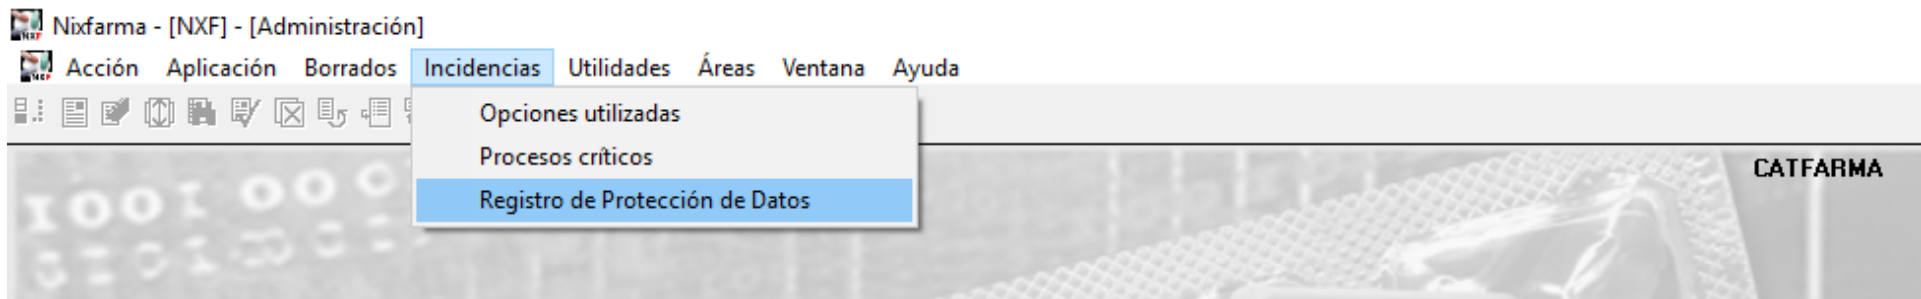 Nixfarma - [NXF] - [Administración]
Acción Aplicación Borrados Incidencias Utilidades Áreas Ventana Ayuda
Opciones utilizadas
Procesos críticos
Registro de Protección de Datos
CATFARMA